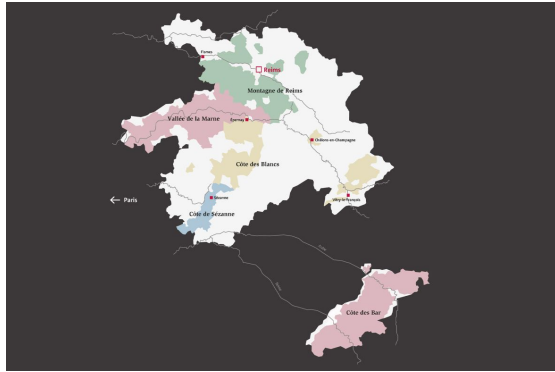 Fismes
Reims
Montagne de Reims
Vallée de la Marne
Épernay
Châlons-en-Champagne
Côte des Blancs
Vitry-le-François
Sézanne
← Paris
Côte de Sézanne
Côte des Bar